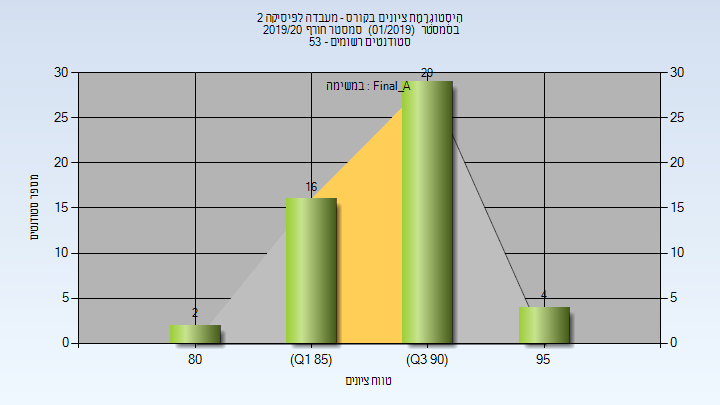 היסטוגרמת ציונים בקורס - מעבדה לפיסיקה 2
בסמסטר (01/2019) סמסטר חורף 2019/20
סטודנטים רשומים - 53
במשימה : Final_A
מספר סטודנטים
30 30
25 25
20 20
15 15
10 10
5 5
0 0
2 16 29 4
80 (Q1 85) (Q3 90) 95
טווח ציונים